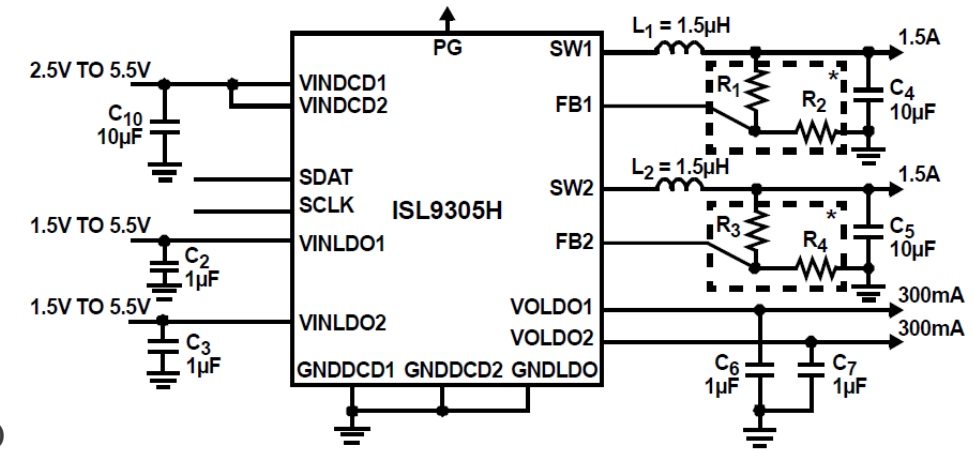 PG
L1 = 1.5µH
1.5A
SW1
2.5V TO 5.5V
VINDCD1
VINDCD2
R1
*
R2
C4
10µF
FB1
C10
10µF
L2 = 1.5µH
1.5A
SDAT
SW2
SCLK
ISL9305H
R3
*
R4
C5
10µF
1.5V TO 5.5V
VINLDO1
FB2
C2
1µF
300mA
1.5V TO 5.5V
VOLDO1
300mA
VINLDO2
VOLDO2
C3
1µF
GNDDCD1 GNDDCD2 GNDLDO
C6
1µF
C7
1µF